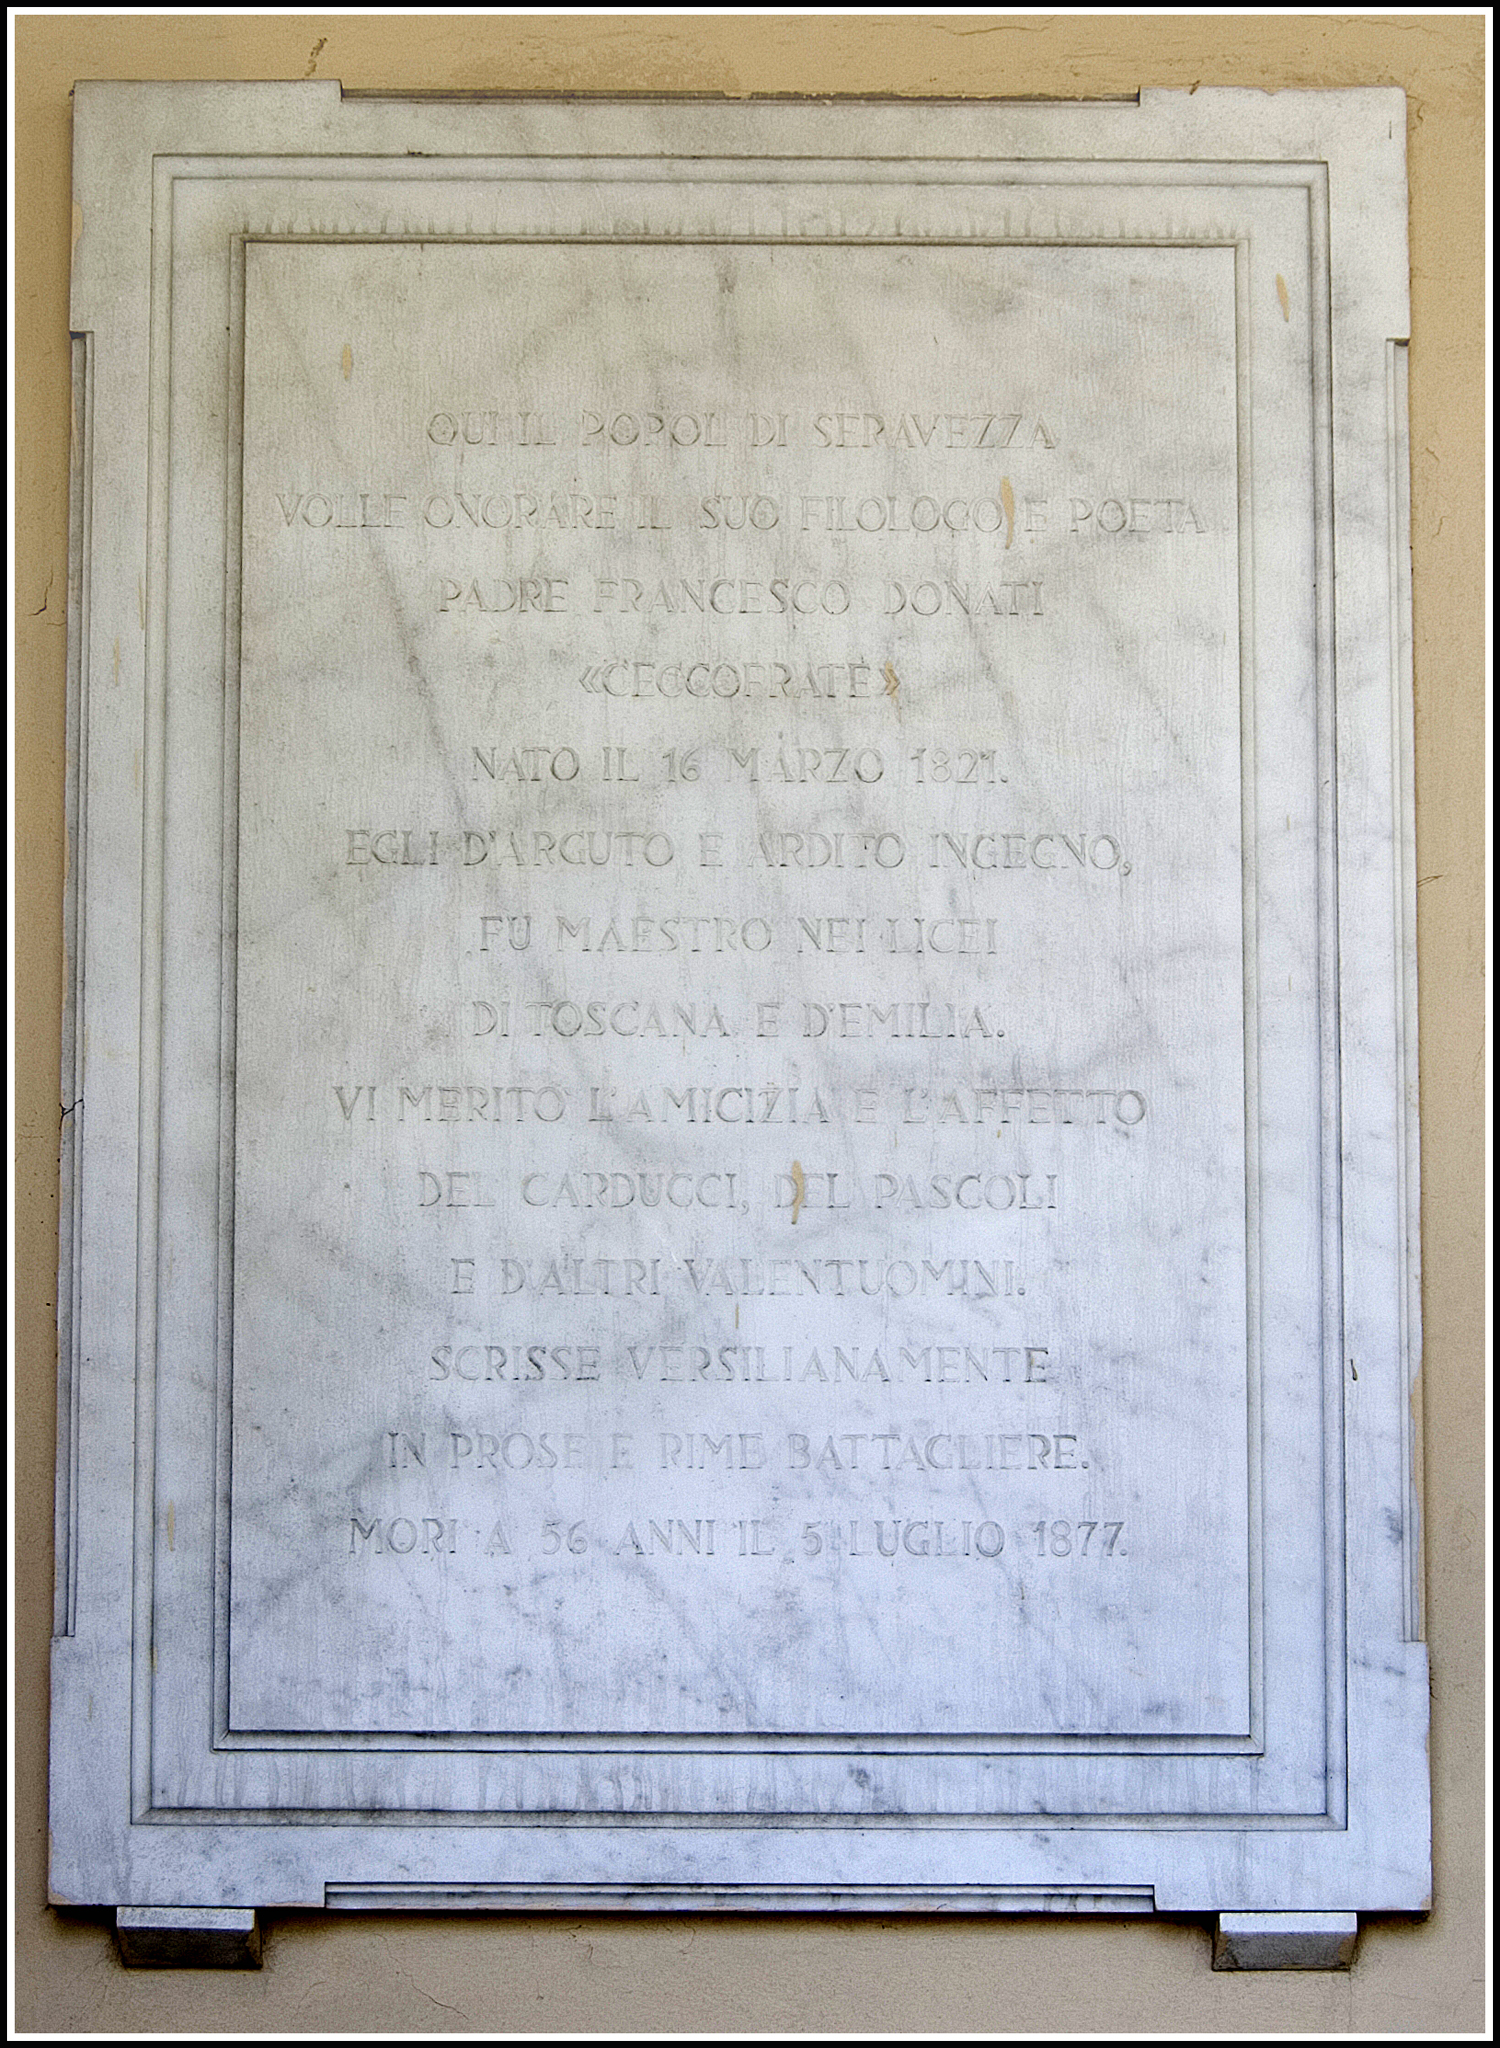 QUI IL POPOL DI SERAVEZZA
VOLLE ONORARE IL SUO FILOLOGO E POETA
PADRE FRANCESCO DONATI
«CECCOFRATE»
NATO IL 16 MARZO 1821.
EGLI D'ARGUTO E ARDITO INGEGNO,
FU MAESTRO NEI LICEI
DI TOSCANA E D'EMILIA.
VI MERITO L'AMICIZIA E L'AFFETTO
DEL CARDUCCI, DEL PASCOLI
E D'ALTRI VALENTUOMINI.
SCRISSE VERSILIANAMENTE
IN PROSE E RIME BATTAGLIERE.
MORI A 56 ANNI IL 5 LUGLIO 1877.